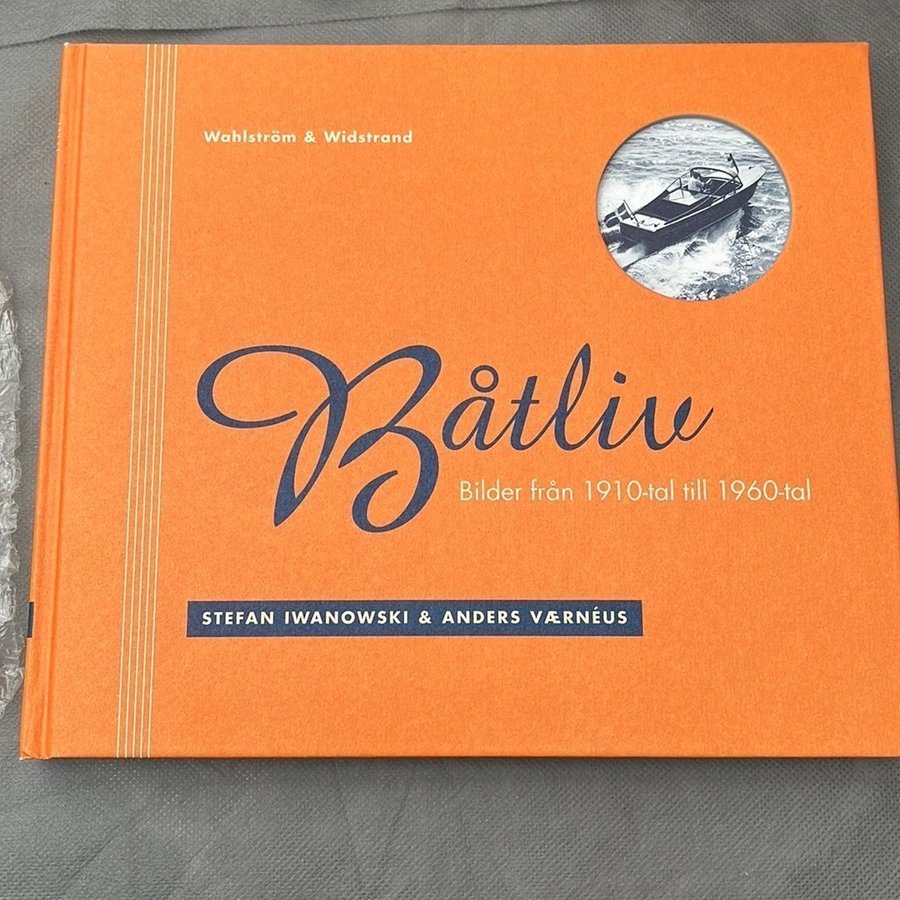 Wahlström & Widstrand
Båtliv
Bilder från 1910-tal till 1960-tal
STEFAN IWANOWSKI & ANDERS VÆRNÉUS